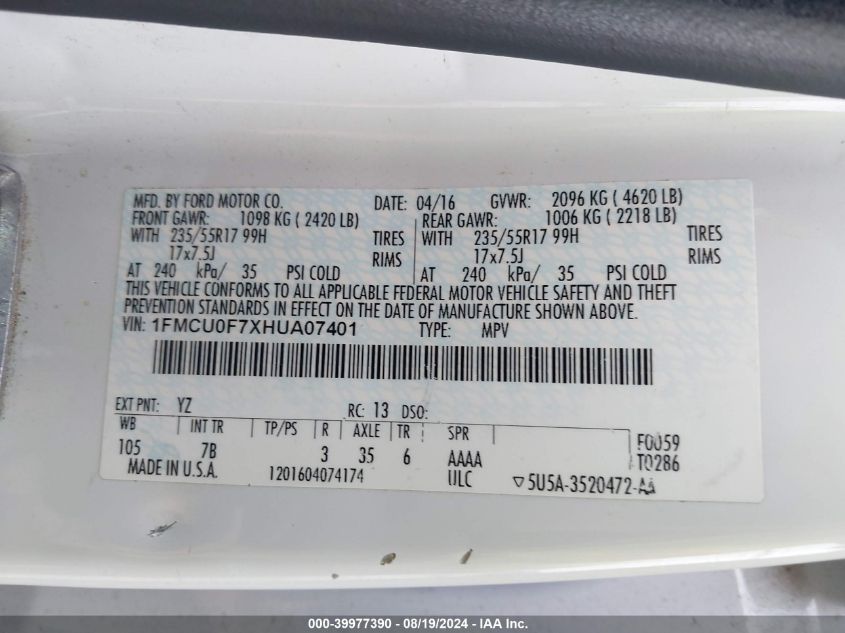 MFD. BY FORD MOTOR CO. DATE: 04/16 GVWR: 2096 KG ( 4620 LB)
FRONT GAWR: 1098 KG ( 2420 LB) REAR GAWR: 1006 KG ( 2218 LB)
WITH 235/55R17 99H TIRES WITH 235/55R17 99H TIRES
17x7.5J RIMS 17x7.5J RIMS
AT 240 kPa/ 35 PSI COLD AT 240 kPa/ 35 PSI COLD
THIS VEHICLE CONFORMS TO ALL APPLICABLE FEDERAL MOTOR VEHICLE SAFETY AND THEFT
PREVENTION STANDARDS IN EFFECT ON THE DATE OF MANUFACTURE SHOWN ABOVE.
VIN: 1FMCU0F7XHUA07401 TYPE: MPV
EXT PNT: YZ RC: 13 DSO:
WB INT TR TP/PS R AXLE TR SPR F0059
105 7B 3 35 6 AAAA T0286
MADE IN U.S.A. 1201604074174 ULC ▽5U5A-3520472-AA
000-39977390 - 08/19/2024 - IAA Inc.